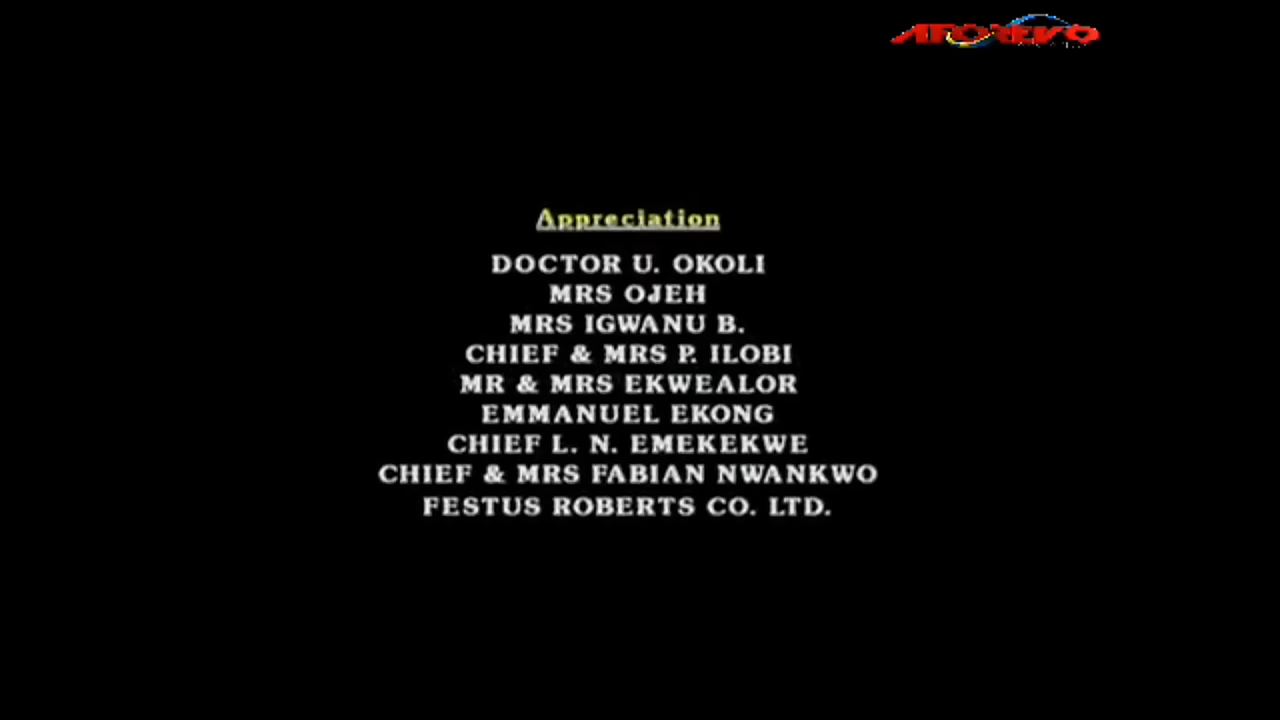 AFOREVO
Appreciation
DOCTOR U. OKOLI
MRS OJEH
MRS IGWANU B.
CHIEF & MRS P. ILOBI
MR & MRS EKWEALOR
EMMANUEL EKONG
CHIEF L. N. EMEKEKWE
CHIEF & MRS FABIAN NWANKWO
FESTUS ROBERTS CO. LTD.